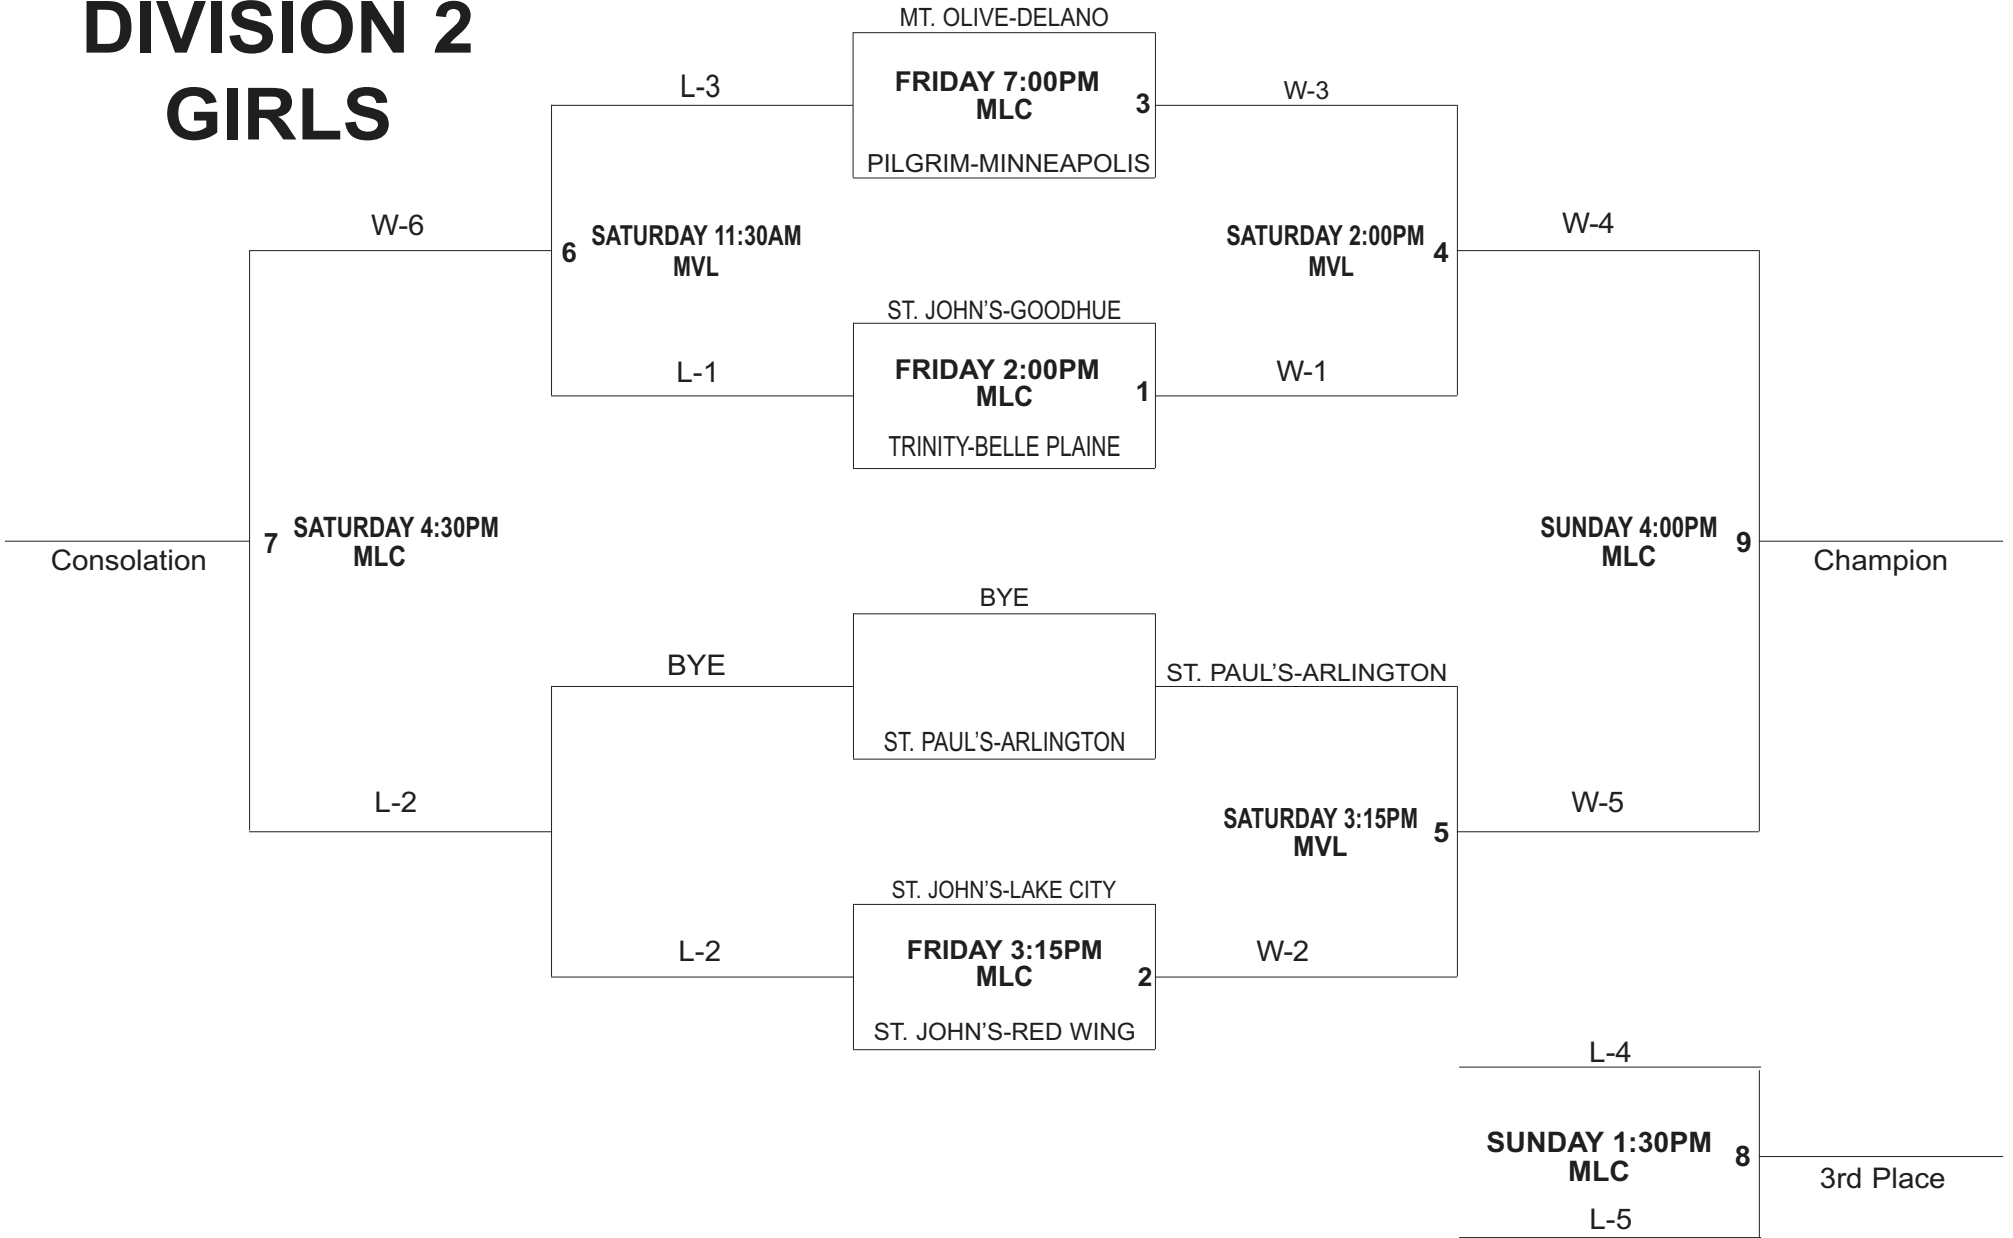 DIVISION 2
GIRLS
MT. OLIVE-DELANO
L-3
FRIDAY 7:00PM
MLC
3
W-3
PILGRIM-MINNEAPOLIS
W-6
6
SATURDAY 11:30AM
MVL
SATURDAY 2:00PM
MVL
4
W-4
ST. JOHN'S-GOODHUE
L-1
FRIDAY 2:00PM
MLC
1
W-1
TRINITY-BELLE PLAINE
Consolation
7
SATURDAY 4:30PM
MLC
SUNDAY 4:00PM
MLC
9
Champion
BYE
BYE
ST. PAUL'S-ARLINGTON
ST. PAUL'S-ARLINGTON
L-2
SATURDAY 3:15PM
MVL
5
W-5
ST. JOHN'S-LAKE CITY
L-2
FRIDAY 3:15PM
MLC
2
W-2
ST. JOHN'S-RED WING
L-4
SUNDAY 1:30PM
MLC
8
3rd Place
L-5